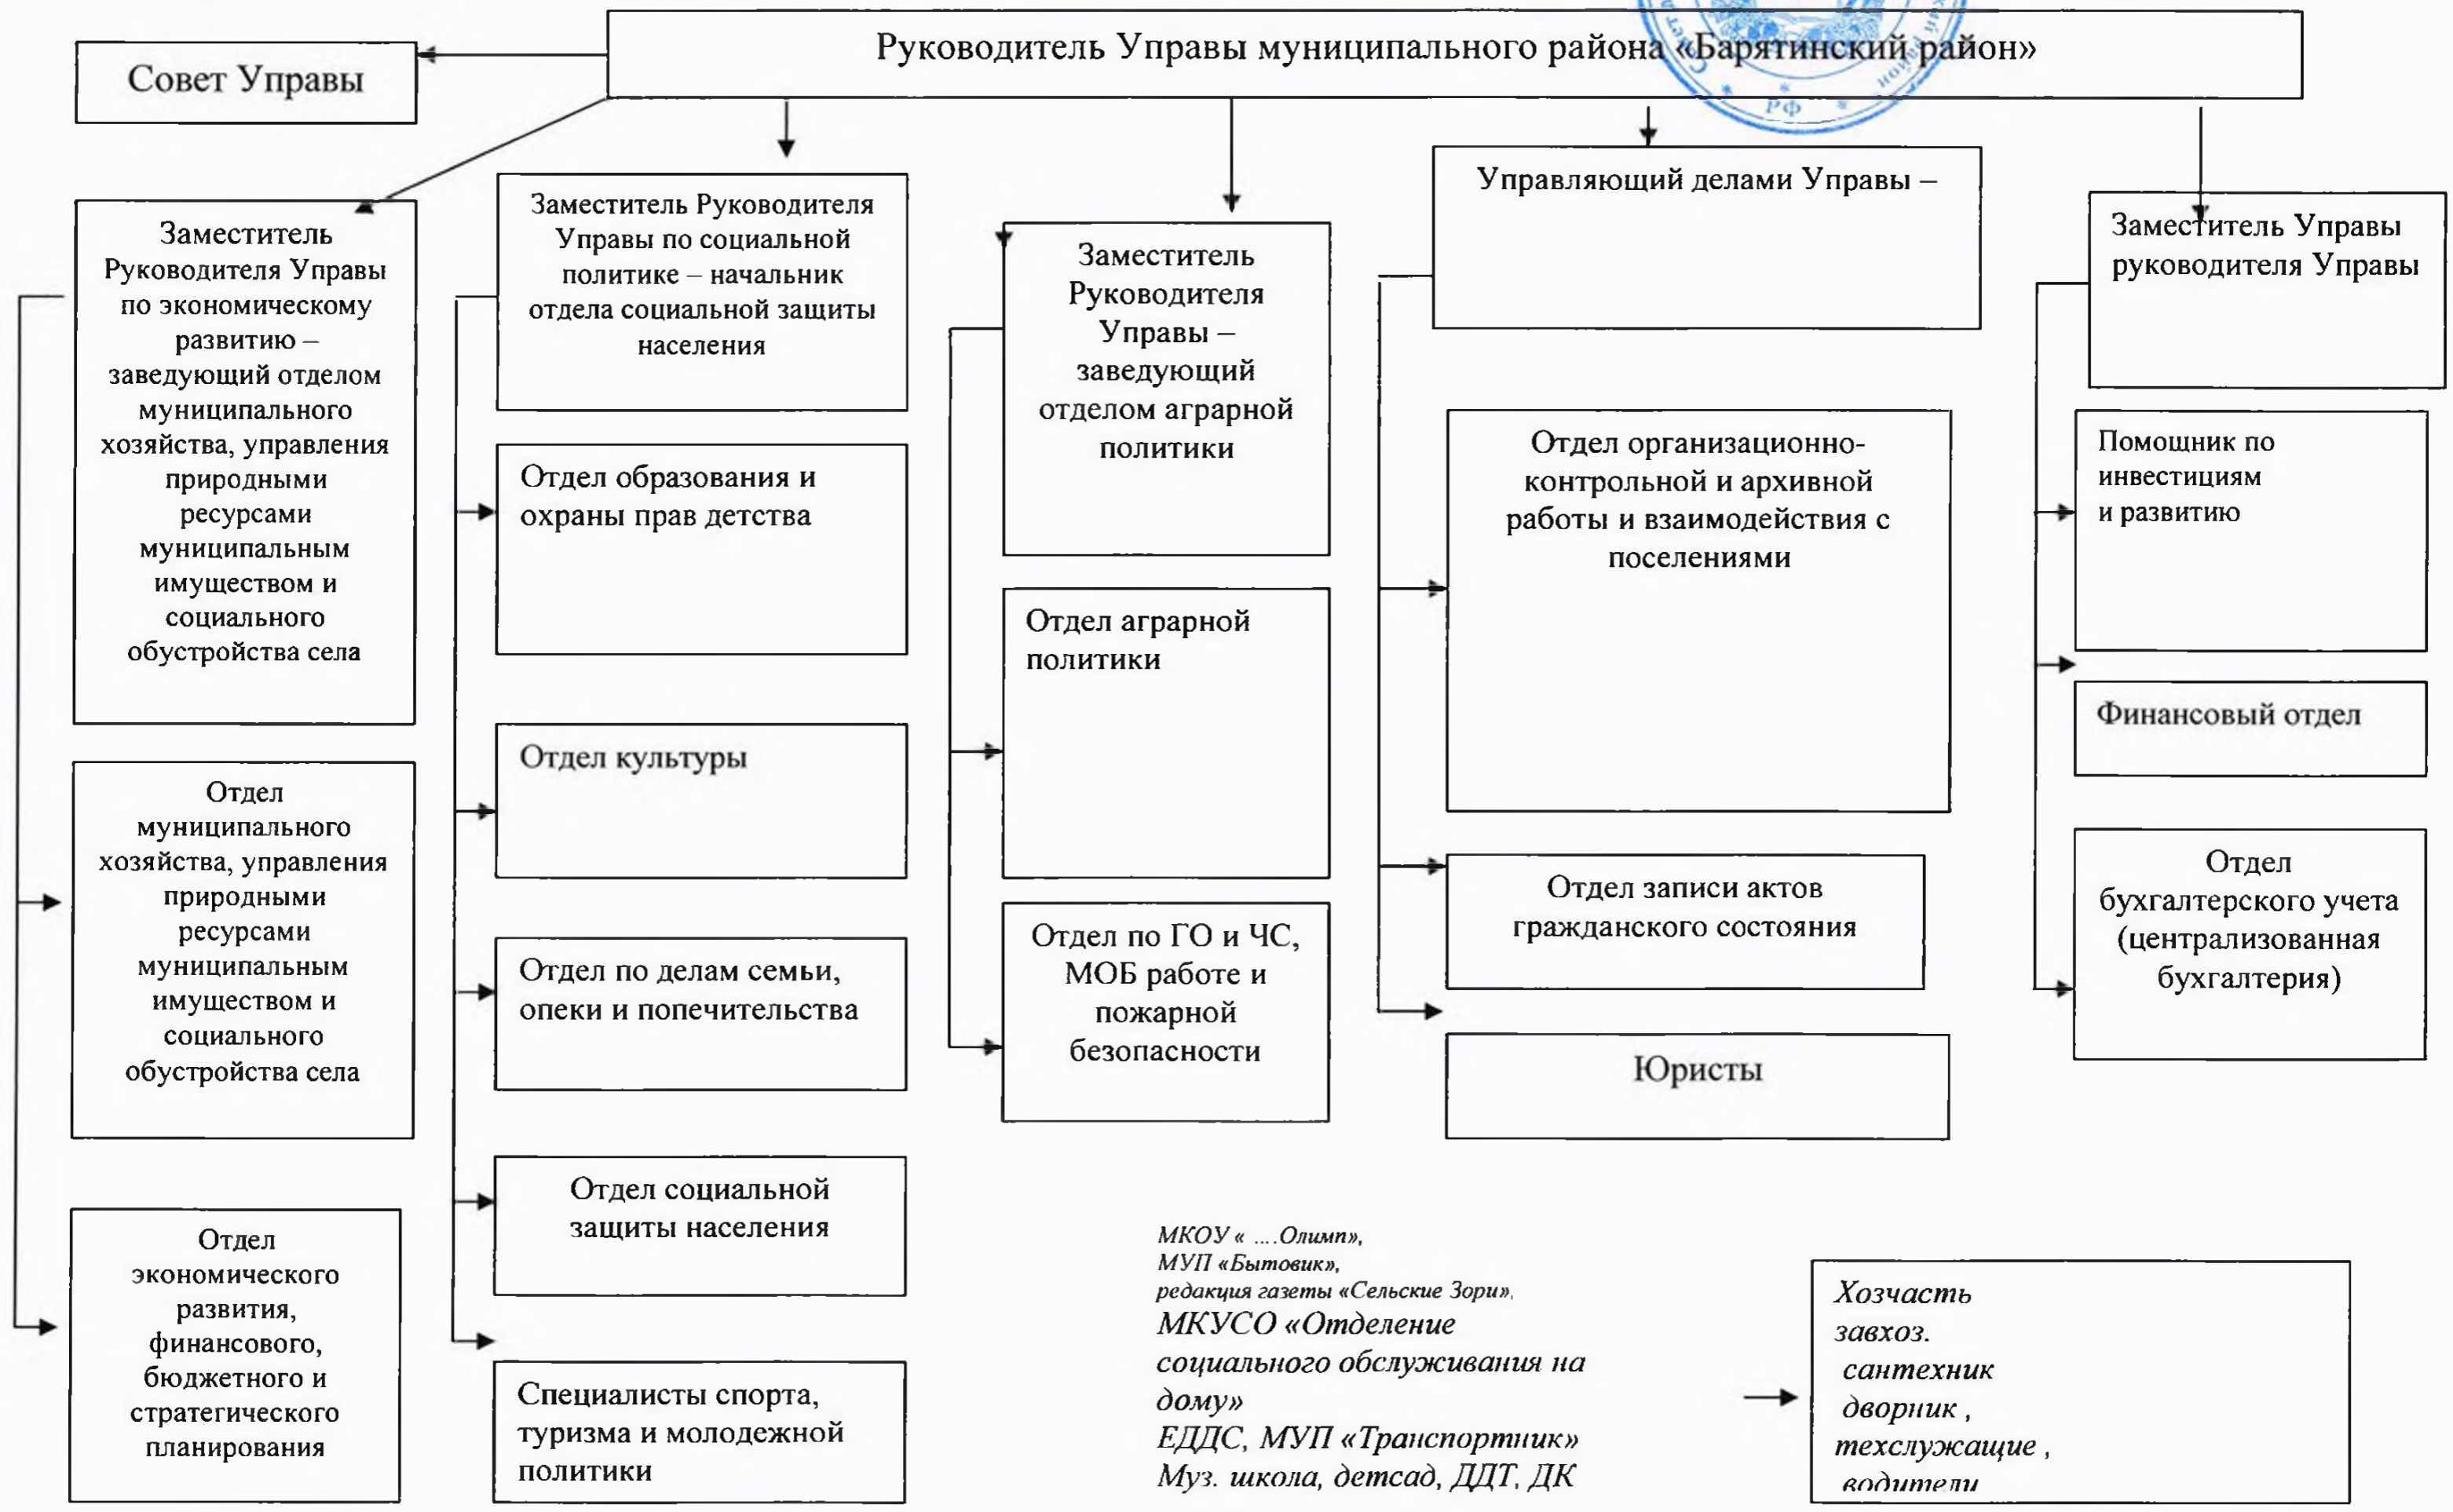 Руководитель Управы муниципального района «Барятинский район»
Совет Управы
РФ
Заместитель
Руководителя Управы
по экономическому
развитию –
заведующий отделом
муниципального
хозяйства, управления
природными
ресурсами
муниципальным
имуществом и
социального
обустройства села
Отдел
муниципального
хозяйства, управления
природными
ресурсами
муниципальным
имуществом и
социального
обустройства села
Отдел
экономического
развития,
финансового,
бюджетного и
стратегического
планирования
Заместитель Руководителя
Управы по социальной
политике – начальник
отдела социальной защиты
населения
Отдел образования и
охраны прав детства
Отдел культуры
Отдел по делам семьи,
опеки и попечительства
Отдел социальной
защиты населения
Специалисты спорта,
туризма и молодежной
политики
Заместитель
Руководителя
Управы –
заведующий
отделом аграрной
политики
Отдел аграрной
политики
Отдел по ГО и ЧС,
МОБ работе и
пожарной
безопасности
Управляющий делами Управы –
Отдел организационно-
контрольной и архивной
работы и взаимодействия с
поселениями
Отдел записи актов
гражданского состояния
Юристы
Заместитель Управы
руководителя Управы
Помощник по
инвестициям
и развитию
Финансовый отдел
Отдел
бухгалтерского учета
(централизованная
бухгалтерия)
МКОУ « ....Олимп»,
МУП «Бытовик»,
редакция газеты «Сельские Зори»,
МКУСО «Отделение
социального обслуживания на
дому»
ЕДДС, МУП «Транспортник»
Муз. школа, детсад, ДДТ, ДК
Хозчасть
завхоз.
сантехник
дворник ,
техслужащие ,
водители